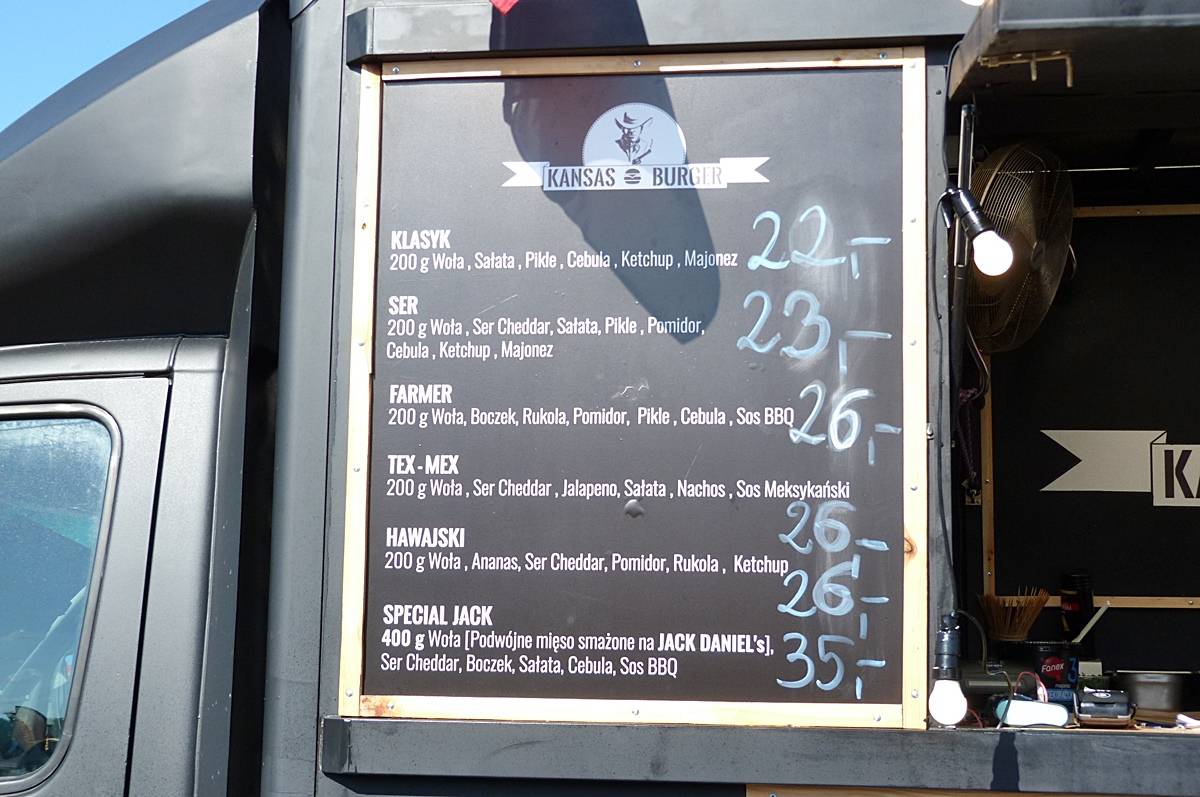 KANSAS BURGER
KLASYK
200 g Woła , Sałata , Pikle , Cebula , Ketchup , Majonez 22,-
SER
200 g Woła , Ser Cheddar, Sałata, Pikle , Pomidor, 23,-
Cebula , Ketchup , Majonez
FARMER
200 g Woła, Boczek, Rukola, Pomidor, Pikle , Cebula , Sos BBQ 26,-
TEX - MEX
200 g Woła , Ser Cheddar , Jalapeno, Sałata , Nachos , Sos Meksykański
26,-
HAWAJSKI
200 g Woła , Ananas, Ser Cheddar, Pomidor, Rukola , Ketchup
26,-
SPECIAL JACK
400 g Woła [Podwójne mięso smażone na JACK DANIEL's],
Ser Cheddar, Boczek, Sałata, Cebula, Sos BBQ 35,-
KA
Fanex